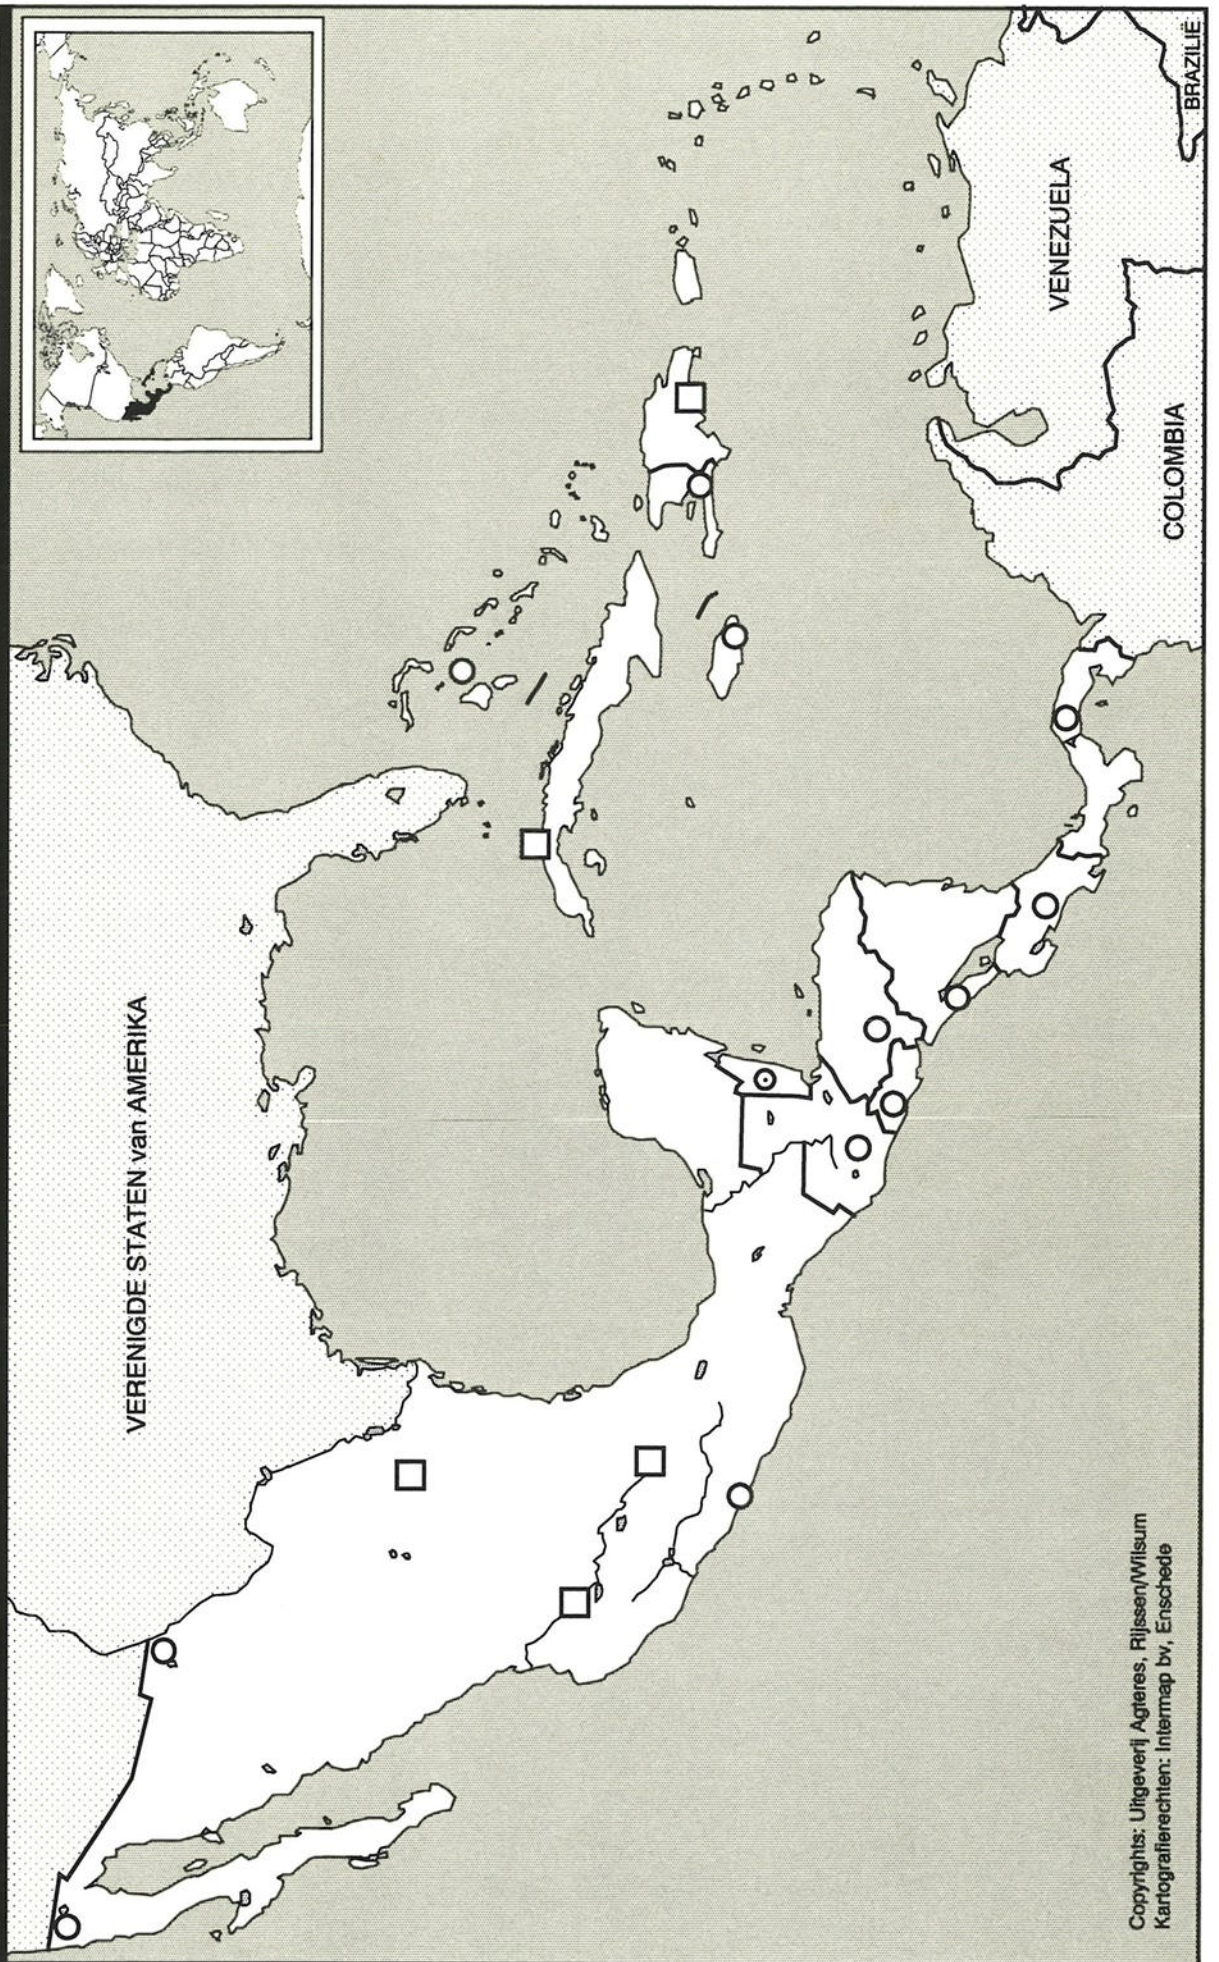 VERENIGDE STATEN van AMERIKA
BRAZILIË
VENEZUELA
COLOMBIA
Copyrights: Uitgeverij Agteres, Rijssen/Wilsum
Kartografierechten: Intermap bv, Enschede